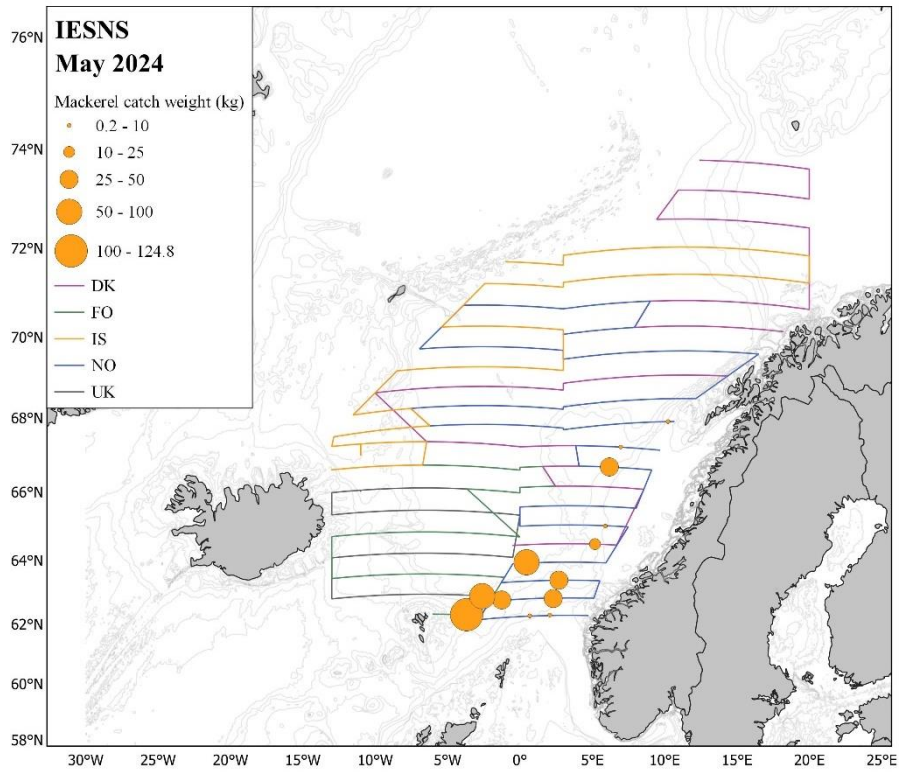 IESNS
May 2024
Mackerel catch weight (kg)
0.2 - 10
10 - 25
25 - 50
50 - 100
100 - 124.8
DK
FO
IS
NO
UK
76°N
74°N
72°N
70°N
68°N
66°N
64°N
62°N
60°N
58°N
30°W 25°W 20°W 15°W 10°W 5°W 0° 5°E 10°E 15°E 20°E 25°E